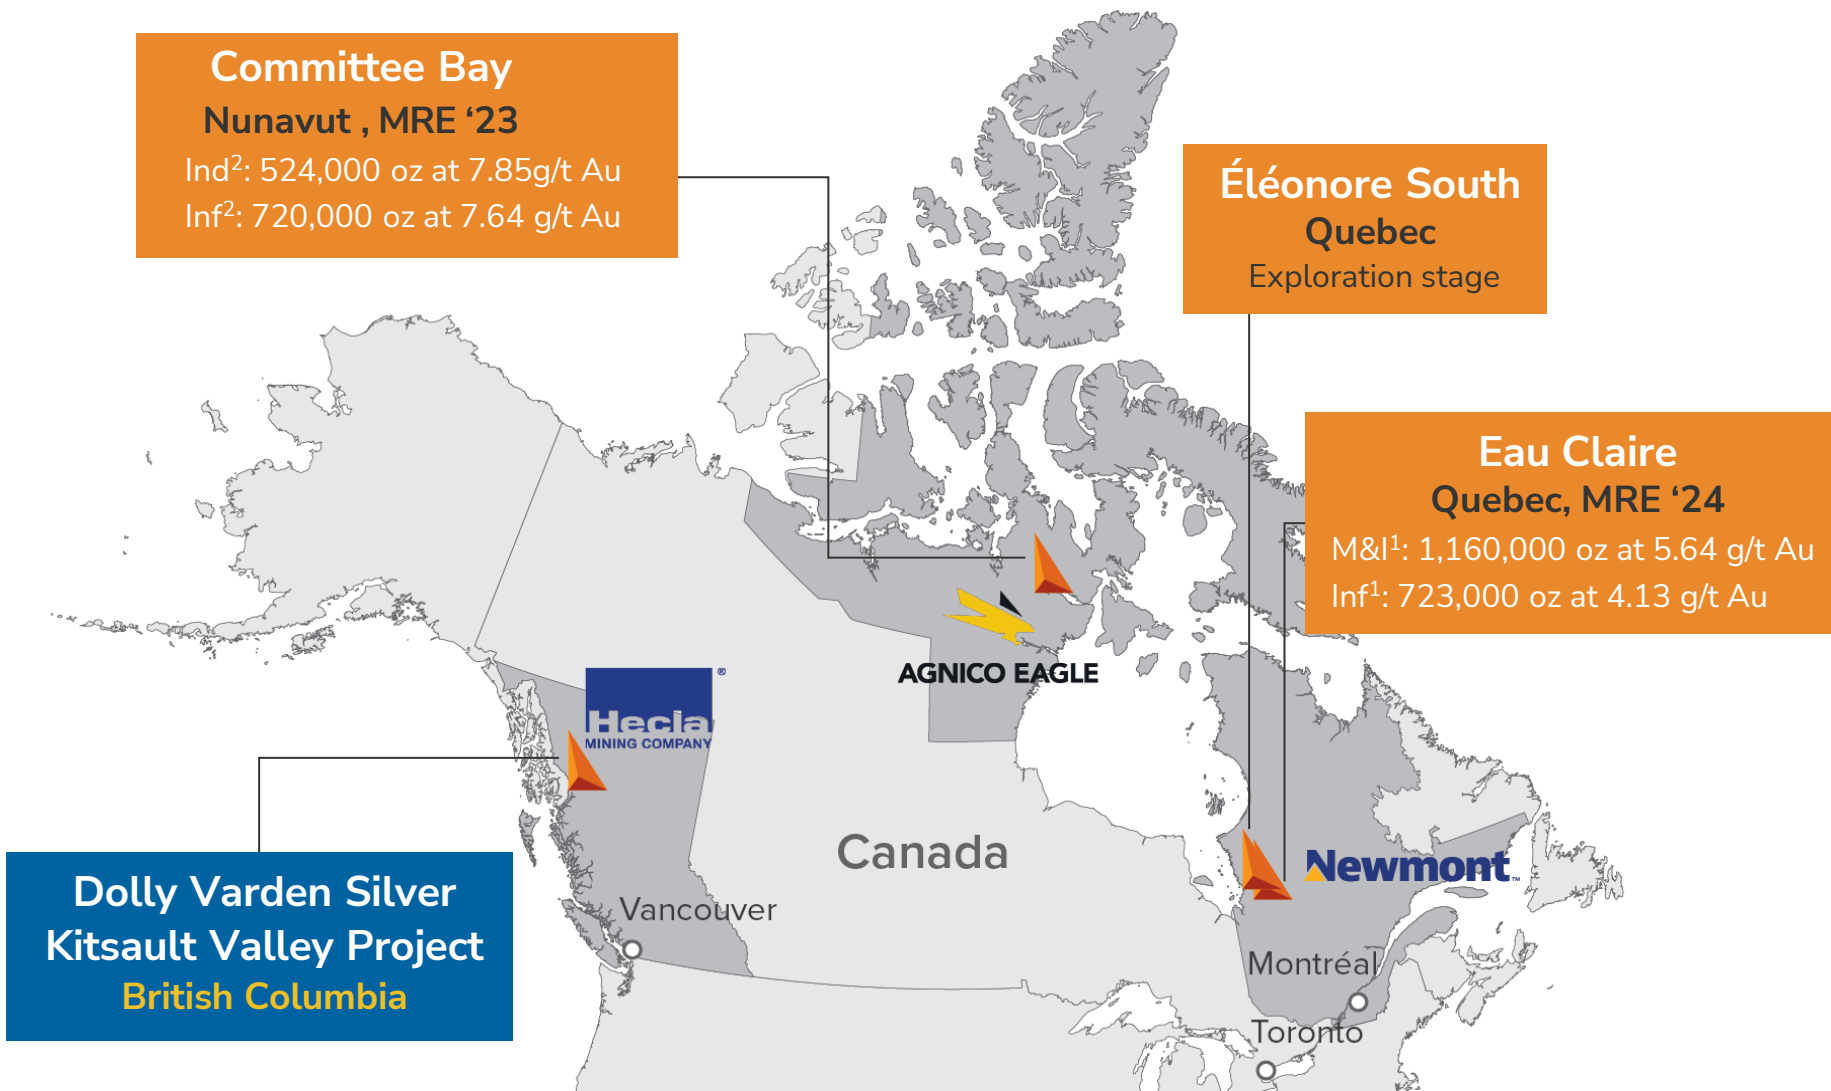 Committee Bay
Nunavut , MRE ‘23
Ind²: 524,000 oz at 7.85g/t Au
Inf²: 720,000 oz at 7.64 g/t Au
Éléonore South
Quebec
Exploration stage
Eau Claire
Quebec, MRE ‘24
M&I¹: 1,160,000 oz at 5.64 g/t Au
Inf¹: 723,000 oz at 4.13 g/t Au
AGNICO EAGLE
Hecla ®
MINING COMPANY
Canada
Newmont™
Dolly Varden Silver
Kitsault Valley Project
British Columbia
Vancouver
Montréal
Toronto